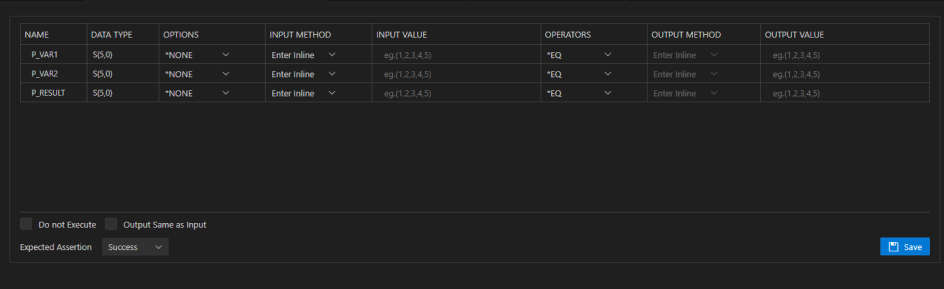 NAME DATA TYPE OPTIONS INPUT METHOD INPUT VALUE OPERATORS OUTPUT METHOD OUTPUT VALUE
P_VAR1 S(5,0) *NONE Enter Inline eg.(1,2,3,4,5) *EQ Enter Inline eg.(1,2,3,4,5)
P_VAR2 S(5,0) *NONE Enter Inline eg.(1,2,3,4,5) *EQ Enter Inline eg.(1,2,3,4,5)
P_RESULT S(5,0) *NONE Enter Inline eg.(1,2,3,4,5) *EQ Enter Inline eg.(1,2,3,4,5)
Do not Execute Output Same as Input
Expected Assertion Success Save